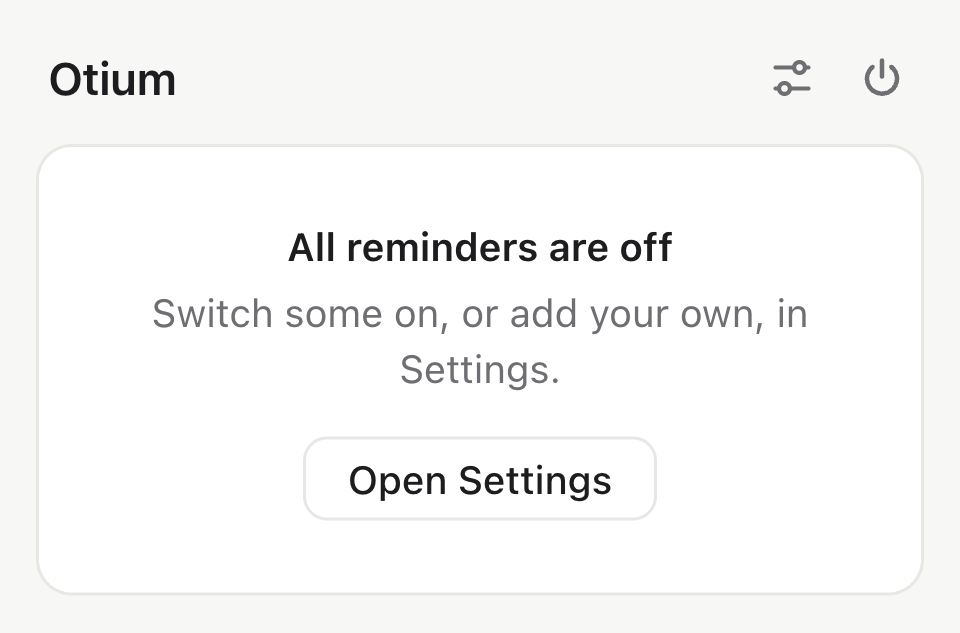 Otium
All reminders are off
Switch some on, or add your own, in
Settings.
Open Settings